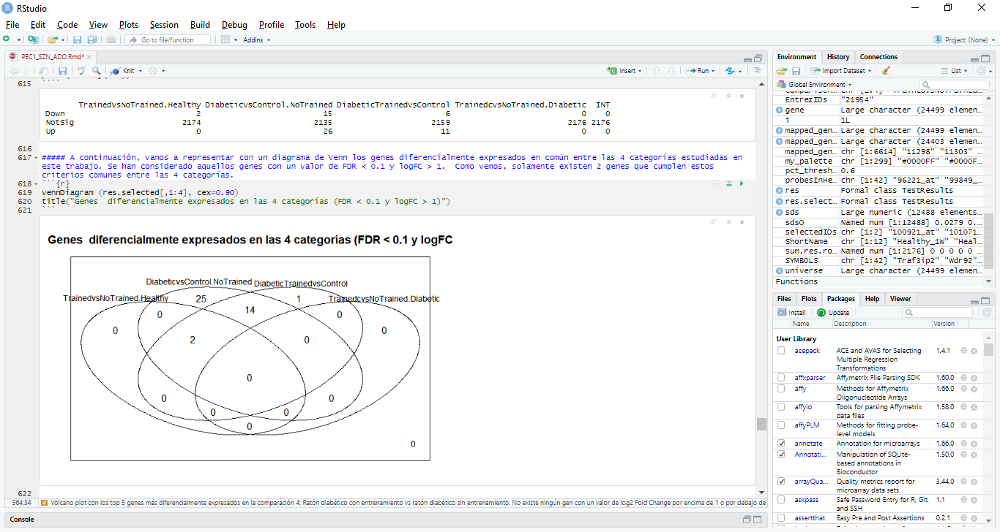 RStudio
File Edit Code View Plots Session Build Debug Profile Tools Help
Go to file/function Addins Project: (None)
PEC1_SZN_ADO.Rmd*
ABC Knit Insert Run
615
TrainedvsNoTrained.Healthy DiabeticvsControl.NoTrained DiabeticTrainedvsControl TrainedcvsNoTrained.Diabetic INT
Down 2 15 6 0 0
NotSig 2174 2135 2159 2176 2176
Up 0 26 11 0 0
616
617 ##### A continuación, vamos a representar con un diagrama de Venn los genes diferencialmente expresados en común entre las 4 categorías estudiadas en
este trabajo. Se han considerado aquellos genes con un valor de FDR < 0.1 y logFC > 1.  Como vemos, solamente existen 2 genes que cumplen estos
criterios comunes entre las 4 categorías.
618 ```{r}
619 vennDiagram (res.selected[,1:4], cex=0.90)
620 title("Genes  diferencialmente expresados en las 4 categorías (FDR < 0.1 y logFC > 1)")
621 ```
Genes  diferencialmente expresados en las 4 categorías (FDR < 0.1 y logFC
DiabeticvsControl.NoTrained DiabeticTrainedvsControl
TrainedvsNoTrained.Healthy 25 1 TrainedcvsNoTrained.Diabetic
14
0 0
0 0
2 0
0
0 0
0 0
0
0
622
564:34 # Volcano plot con los top 5 genes más diferencialmente expresados en la comparación 4: Ratón diabético con entrenamiento vs ratón diabético sin entrenamiento. No existe ningún gen con un valor de log2 Fold Change por encima de 1 o por debajo de
Console
Environment History Connections
Import Dataset List
Global Environment
EntrezIDs "21954"
gene Large character (24499 elemen…
i 1L
mapped_gen… Large character (24499 elemen…
mapped_gen… Large character (24403 elemen…
mapped_gen… chr [1:6614] "11298" "11303" …
my_palette chr [1:299] "#0000FF" "#0000F…
pct_thresh… 0.6
probesInHe… chr [1:42] "96221_at" "99849_…
res Formal class TestResults
res.select… Formal class TestResults
sds Large numeric (12488 elements…
sdsO Named num [1:12488] 0.0279 0.…
selectedIDs chr [1:2] "100921_at" "101071…
ShortName chr [1:12] "Healthy_1W" "Heal…
sum.res.ro… Named num [1:2176] 0 0 0 0 0 …
SYMBOLS chr [1:42] "Traf3ip2" "Wdr92"…
universe Large character (24499 elemen…
Functions
Files Plots Packages Help Viewer
Install Update
Name Description Version
User Library
acepack ACE and AVAS for Selecting Multiple Regression Transformations 1.4.1
affxparser Affymetrix File Parsing SDK 1.60.0
affy Methods for Affymetrix Oligonucleotide Arrays 1.66.0
affyio Tools for parsing Affymetrix data files 1.58.0
affyPLM Methods for fitting probe-level models 1.64.0
annotate Annotation for microarrays 1.66.0
Annotati… Manipulation of SQLite-based annotations in Bioconductor 1.50.0
arrayQua… Quality metrics report for microarray data sets 3.44.0
askpass Safe Password Entry for R, Git, and SSH 1.1
assertthat Easy Pre and Post Assertions 0.2.1